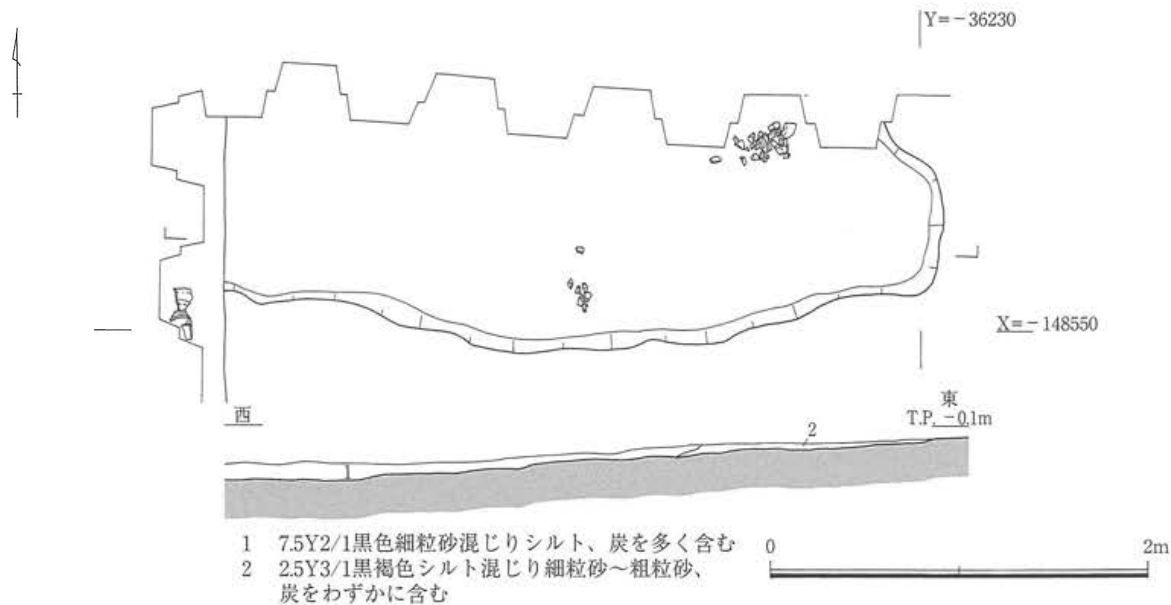 Y=-36230
X=-148550
西
東
T.P. -0.1m
2
1 7.5Y2/1黒色細粒砂混じりシルト、炭を多く含む
2 2.5Y3/1黒褐色シルト混じり細粒砂～粗粒砂、
炭をわずかに含む
0 2m